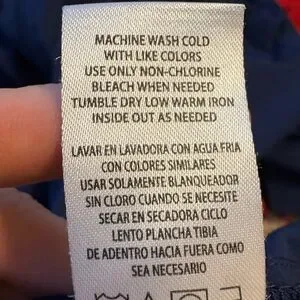 MACHINE WASH COLD
WITH LIKE COLORS
USE ONLY NON-CHLORINE
BLEACH WHEN NEEDED
TUMBLE DRY LOW WARM IRON
INSIDE OUT AS NEEDED
LAVAR EN LAVADORA CON AGUA FRIA
CON COLORES SIMILARES
USAR SOLAMENTE BLANQUEADOR
SIN CLORO CUANDO SE NECESITE
SECAR EN SECADORA CICLO
LENTO PLANCHA TIBIA
DE ADENTRO HACIA FUERA COMO
SEA NECESARIO